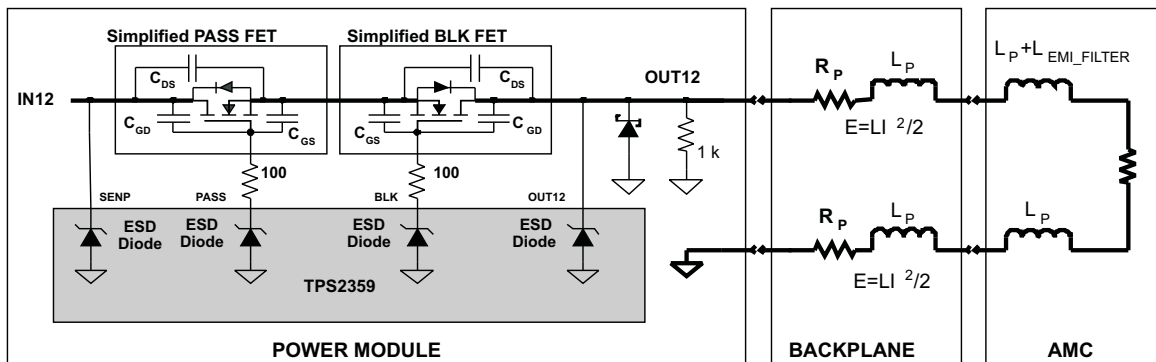 Simplified PASS FET
Simplified BLK FET
C DS
C DS
OUT12
IN12
C GD
C GS
C GS
C GD
100
100
1 k
SENP
PASS
BLK
OUT12
ESD
Diode
ESD
Diode
ESD
Diode
ESD
Diode
TPS2359
POWER MODULE
R P
L P
E=LI 2/2
R P
L P
E=LI 2/2
BACKPLANE
L P+L EMI_FILTER
L P
AMC